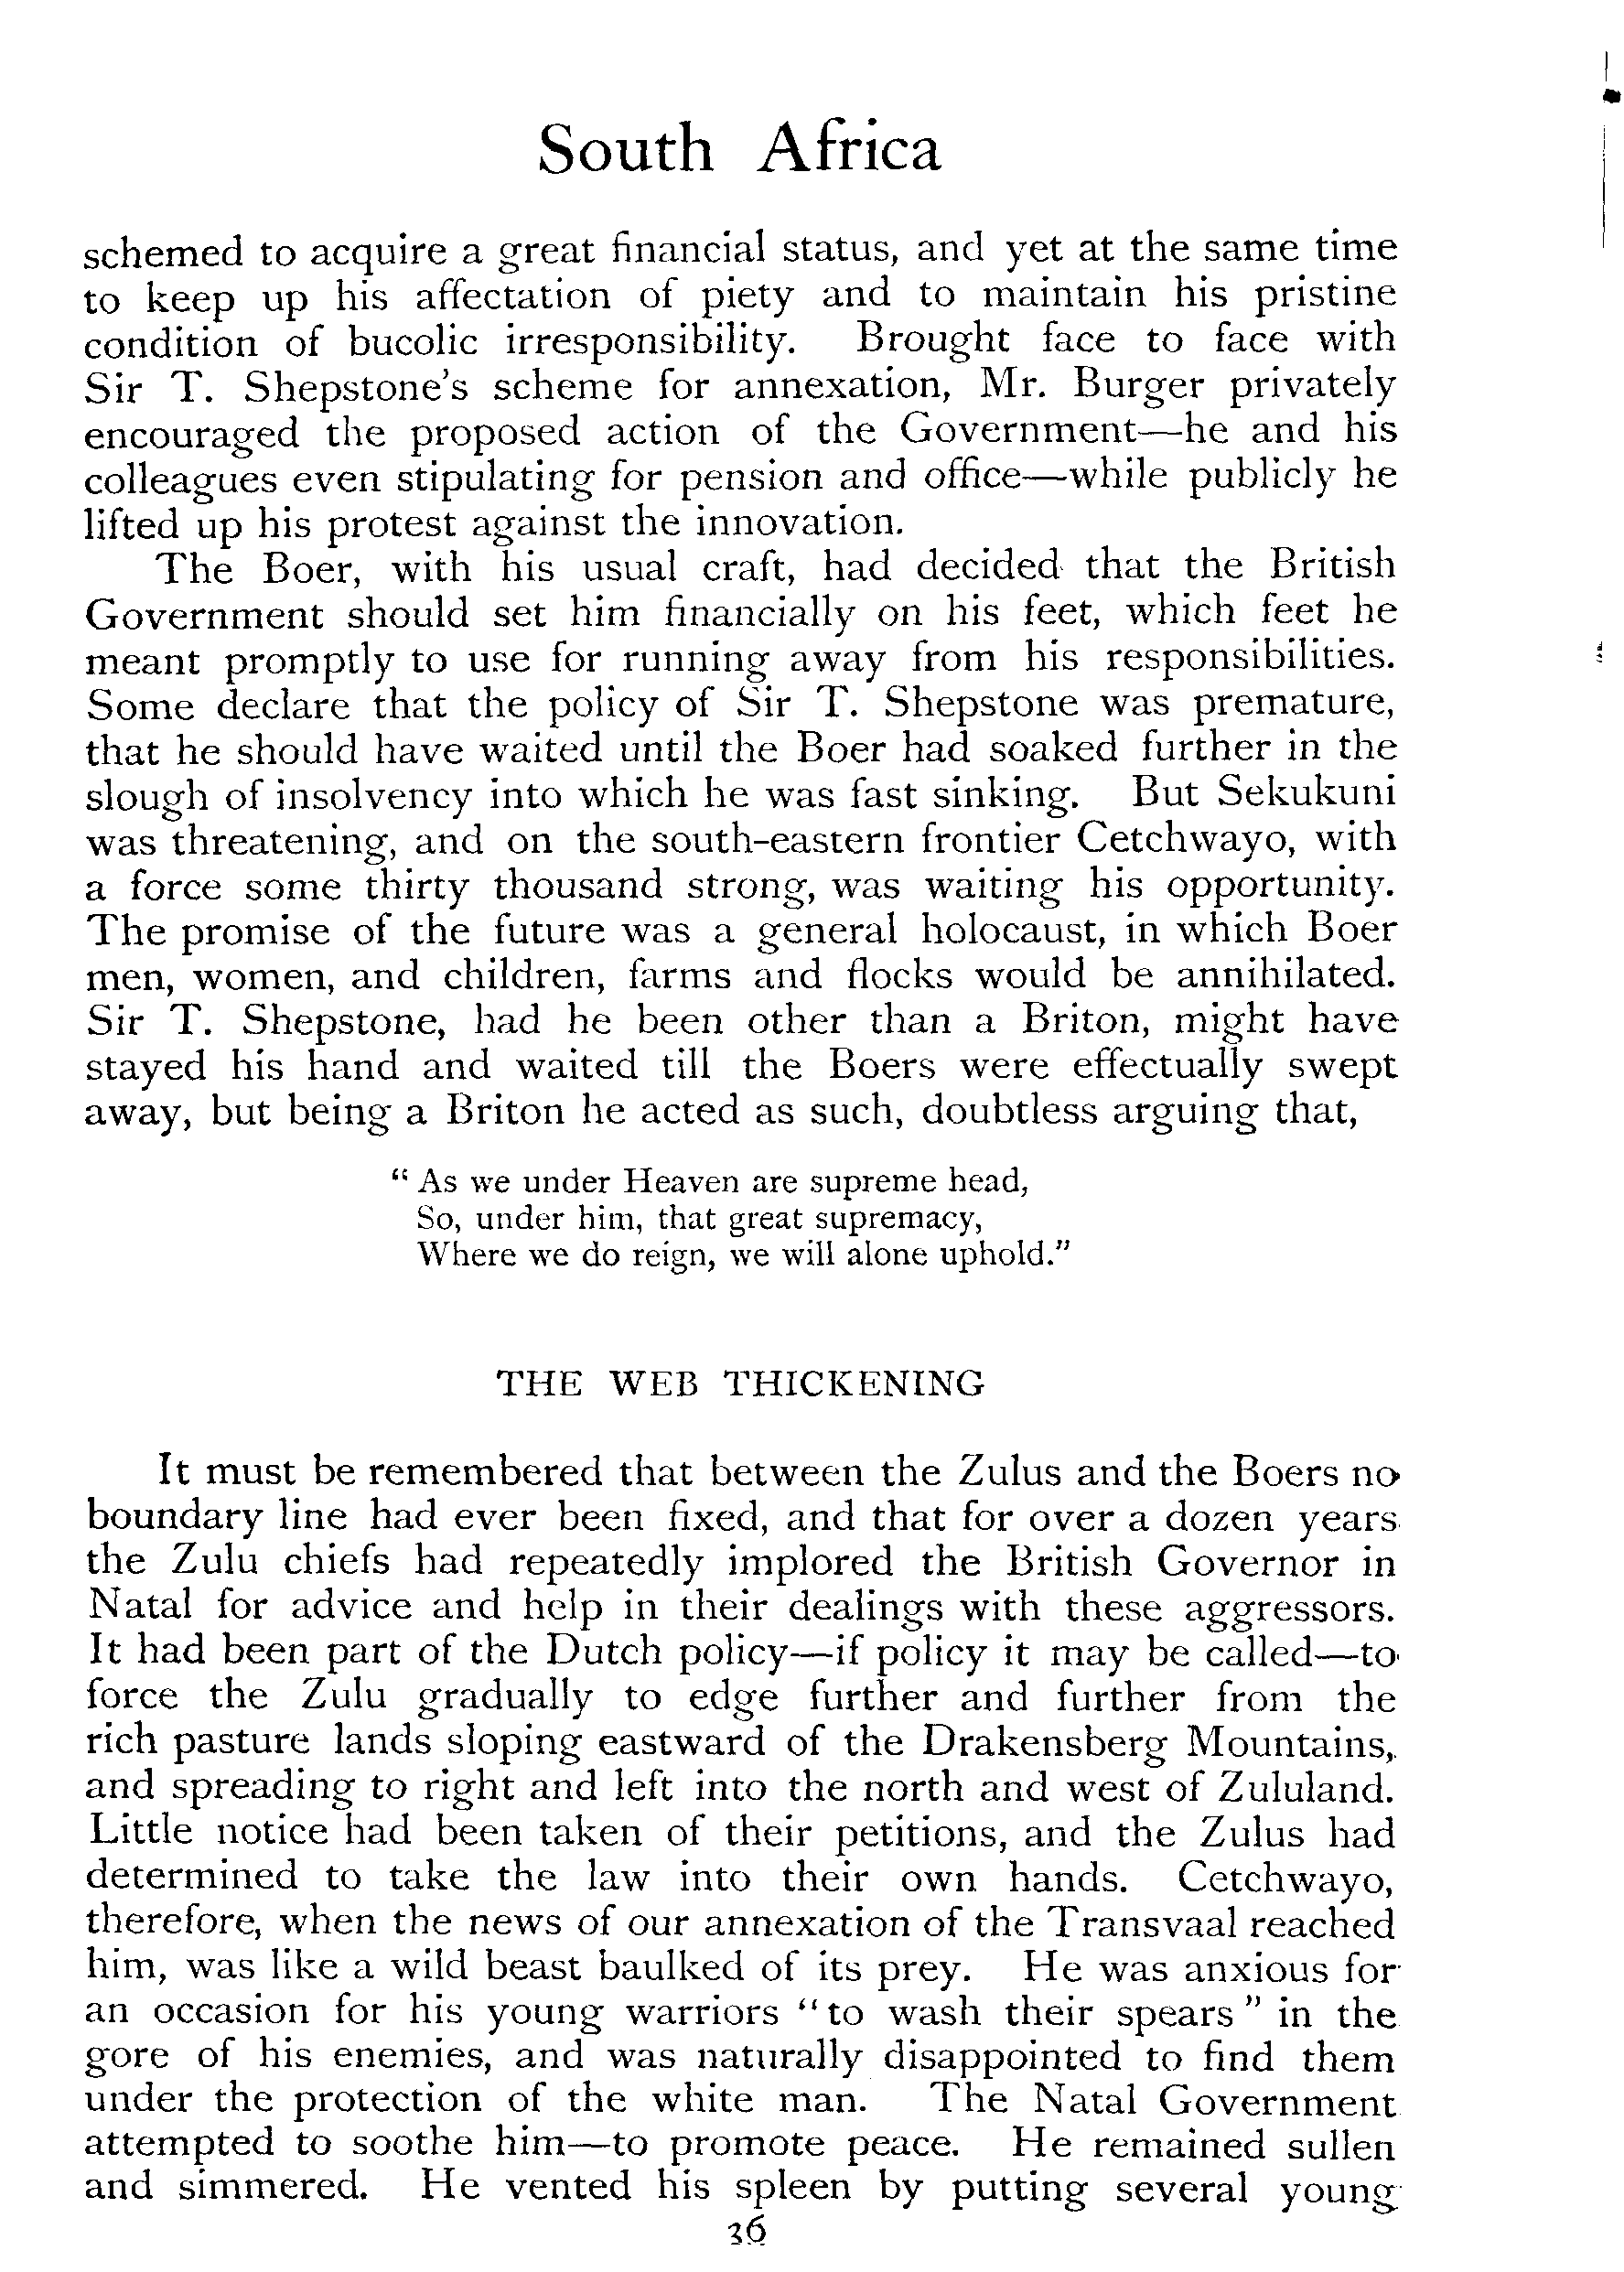 South Africa
schemed to acquire a great financial status, and yet at the same time
to keep up his affectation of piety and to maintain his pristine
condition of bucolic irresponsibility. Brought face to face with
Sir T. Shepstone's scheme for annexation, Mr. Burger privately
encouraged the proposed action of the Government—he and his
colleagues even stipulating for pension and office—while publicly he
lifted up his protest against the innovation.
The Boer, with his usual craft, had decided that the British
Government should set him financially on his feet, which feet he
meant promptly to use for running away from his responsibilities.
Some declare that the policy of Sir T. Shepstone was premature,
that he should have waited until the Boer had soaked further in the
slough of insolvency into which he was fast sinking. But Sekukuni
was threatening, and on the south-eastern frontier Cetchwayo, with
a force some thirty thousand strong, was waiting his opportunity.
The promise of the future was a general holocaust, in which Boer
men, women, and children, farms and flocks would be annihilated.
Sir T. Shepstone, had he been other than a Briton, might have
stayed his hand and waited till the Boers were effectually swept
away, but being a Briton he acted as such, doubtless arguing that,
" As we under Heaven are supreme head,
So, under him, that great supremacy,
Where we do reign, we will alone uphold."
THE WEB THICKENING
It must be remembered that between the Zulus and the Boers no
boundary line had ever been fixed, and that for over a dozen years
the Zulu chiefs had repeatedly implored the British Governor in
Natal for advice and help in their dealings with these aggressors.
It had been part of the Dutch policy—if policy it may be called—to
force the Zulu gradually to edge further and further from the
rich pasture lands sloping eastward of the Drakensberg Mountains,
and spreading to right and left into the north and west of Zululand.
Little notice had been taken of their petitions, and the Zulus had
determined to take the law into their own hands. Cetchwayo,
therefore, when the news of our annexation of the Transvaal reached
him, was like a wild beast baulked of its prey. He was anxious for
an occasion for his young warriors "to wash their spears" in the
gore of his enemies, and was naturally disappointed to find them
under the protection of the white man. The Natal Government
attempted to soothe him—to promote peace. He remained sullen
and simmered. He vented his spleen by putting several young
36